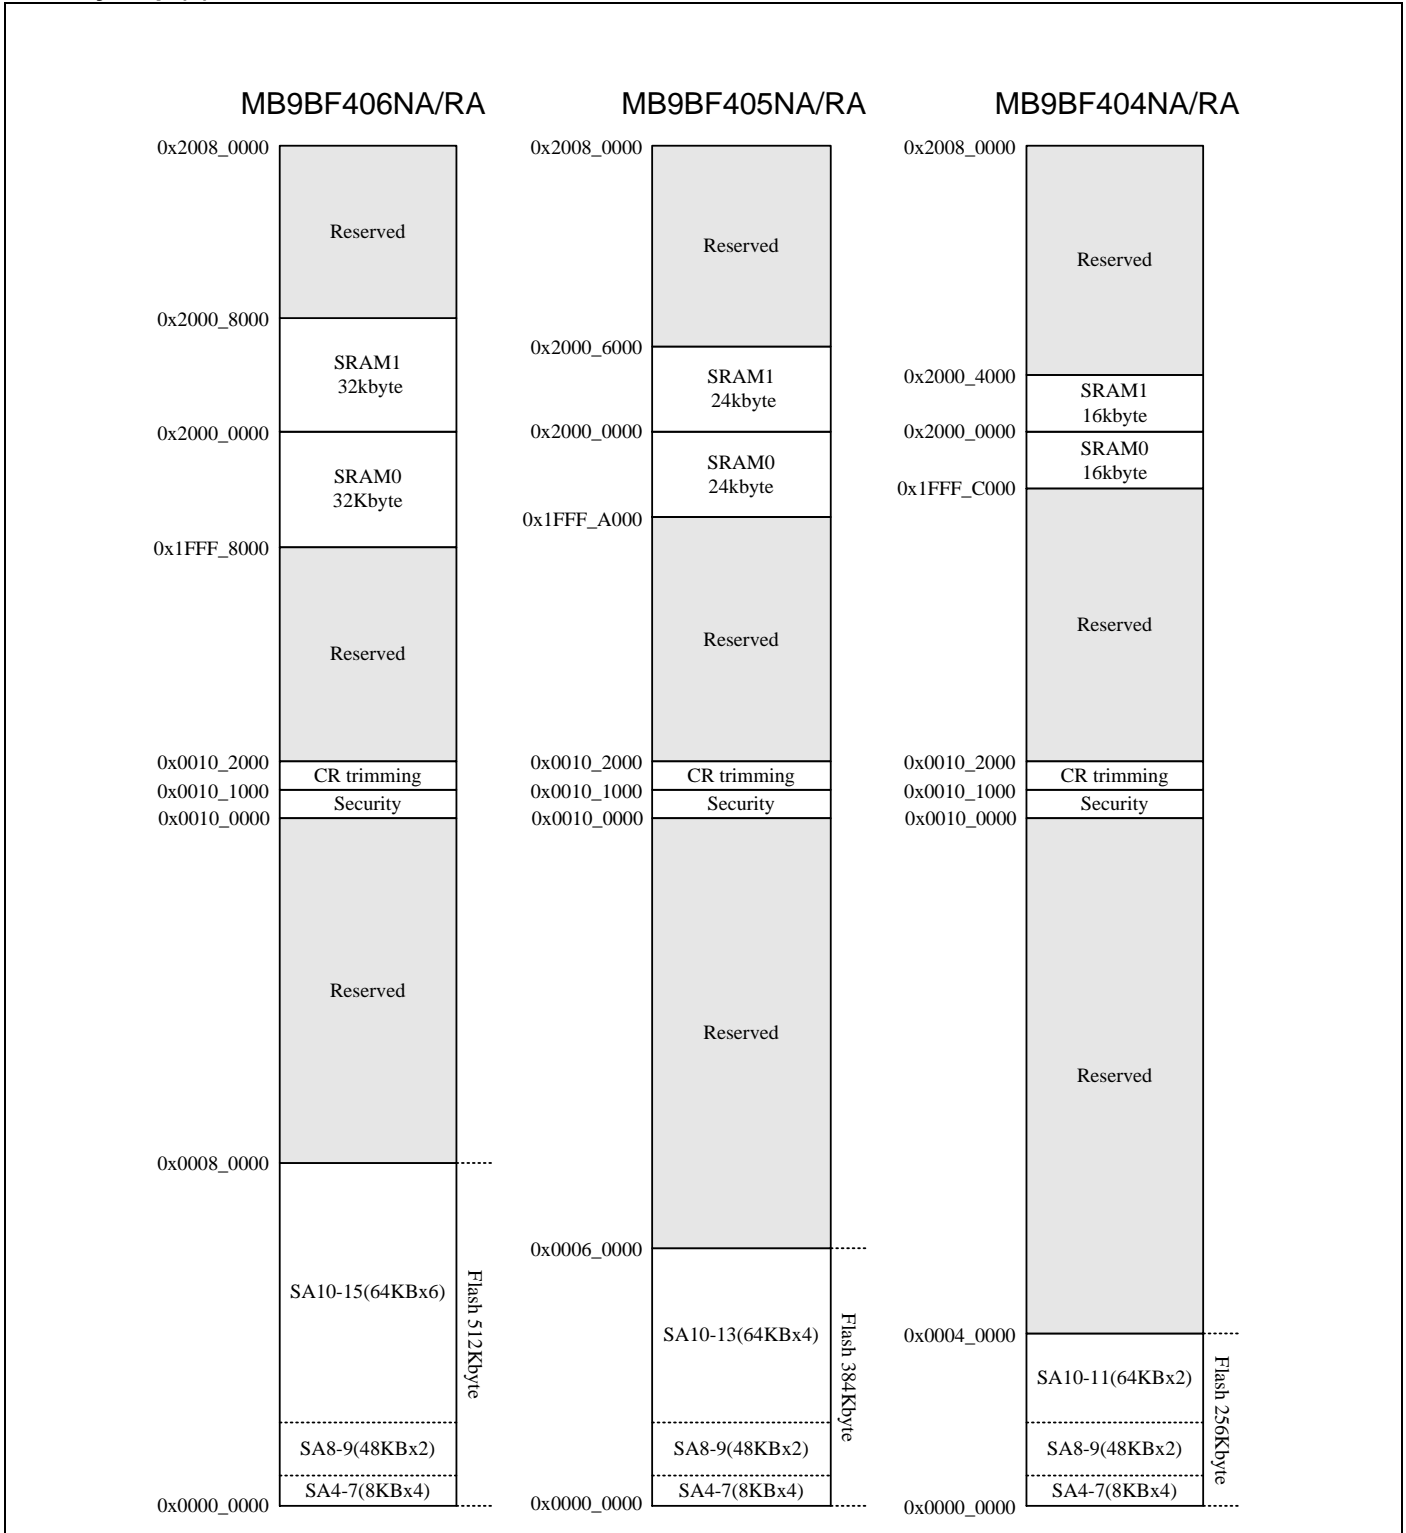 MB9BF406NA/RA
0x2008_0000
Reserved
0x2000_8000
SRAM1
32kbyte
0x2000_0000
SRAM0
32Kbyte
0x1FFF_8000
Reserved
0x0010_2000
CR trimming
0x0010_1000
Security
0x0010_0000
Reserved
0x0008_0000
SA10-15(64KBx6)
Flash 512Kbyte
SA8-9(48KBx2)
SA4-7(8KBx4)
0x0000_0000
MB9BF405NA/RA
0x2008_0000
Reserved
0x2000_6000
SRAM1
24kbyte
0x2000_0000
SRAM0
24kbyte
0x1FFF_A000
Reserved
0x0010_2000
CR trimming
0x0010_1000
Security
0x0010_0000
Reserved
0x0006_0000
SA10-13(64KBx4)
Flash 384Kbyte
SA8-9(48KBx2)
SA4-7(8KBx4)
0x0000_0000
MB9BF404NA/RA
0x2008_0000
Reserved
0x2000_4000
SRAM1
16kbyte
0x2000_0000
SRAM0
16kbyte
0x1FFF_C000
Reserved
0x0010_2000
CR trimming
0x0010_1000
Security
0x0010_0000
Reserved
0x0004_0000
SA10-11(64KBx2)
Flash 256Kbyte
SA8-9(48KBx2)
SA4-7(8KBx4)
0x0000_0000